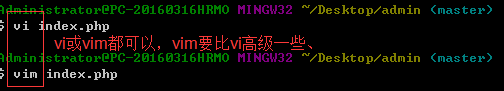 Administrator@PC-20160316HRMO MINGW32 ~/Desktop/admin (master)
$ vi index.php
vi或vim都可以，vim要比vi高级一些、
Administrator@PC-20160316HRMO MINGW32 ~/Desktop/admin (master)
$ vim index.php